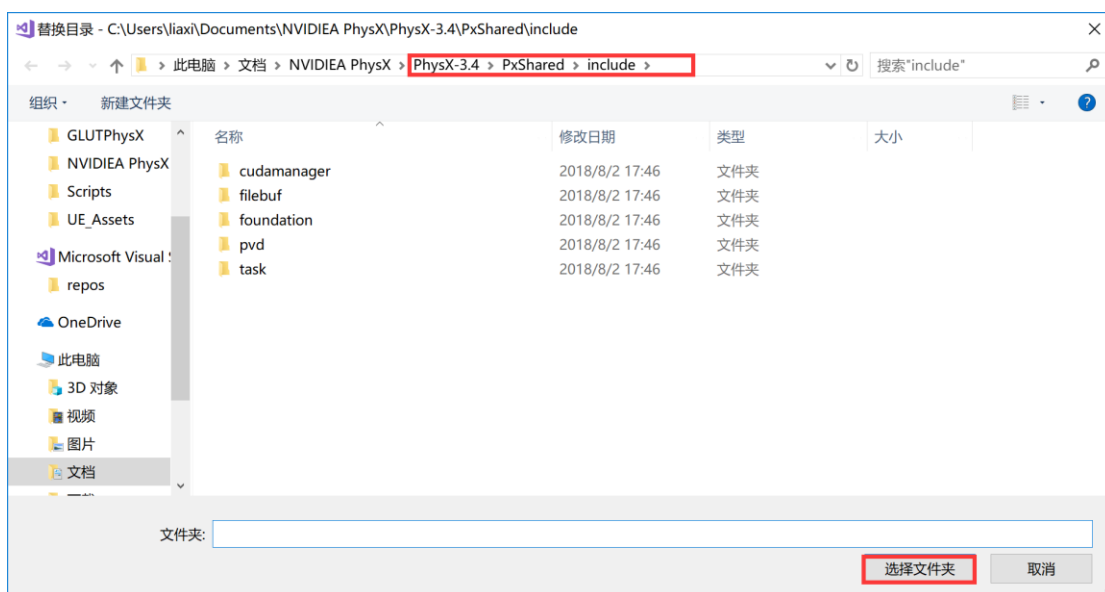 替换目录 - C:\Users\liaxi\Documents\NVIDIEA PhysX\PhysX-3.4\PxShared\include
此电脑 › 文档 › NVIDIEA PhysX › PhysX-3.4 › PxShared › include ›
搜索"include"
组织
新建文件夹
GLUTPhysX
NVIDIEA PhysX
Scripts
UE_Assets
Microsoft Visual
repos
OneDrive
此电脑
3D 对象
视频
图片
文档
名称 修改日期 类型 大小
cudamanager 2018/8/2 17:46 文件夹
filebuf 2018/8/2 17:46 文件夹
foundation 2018/8/2 17:46 文件夹
pvd 2018/8/2 17:46 文件夹
task 2018/8/2 17:46 文件夹
文件夹:
选择文件夹 取消